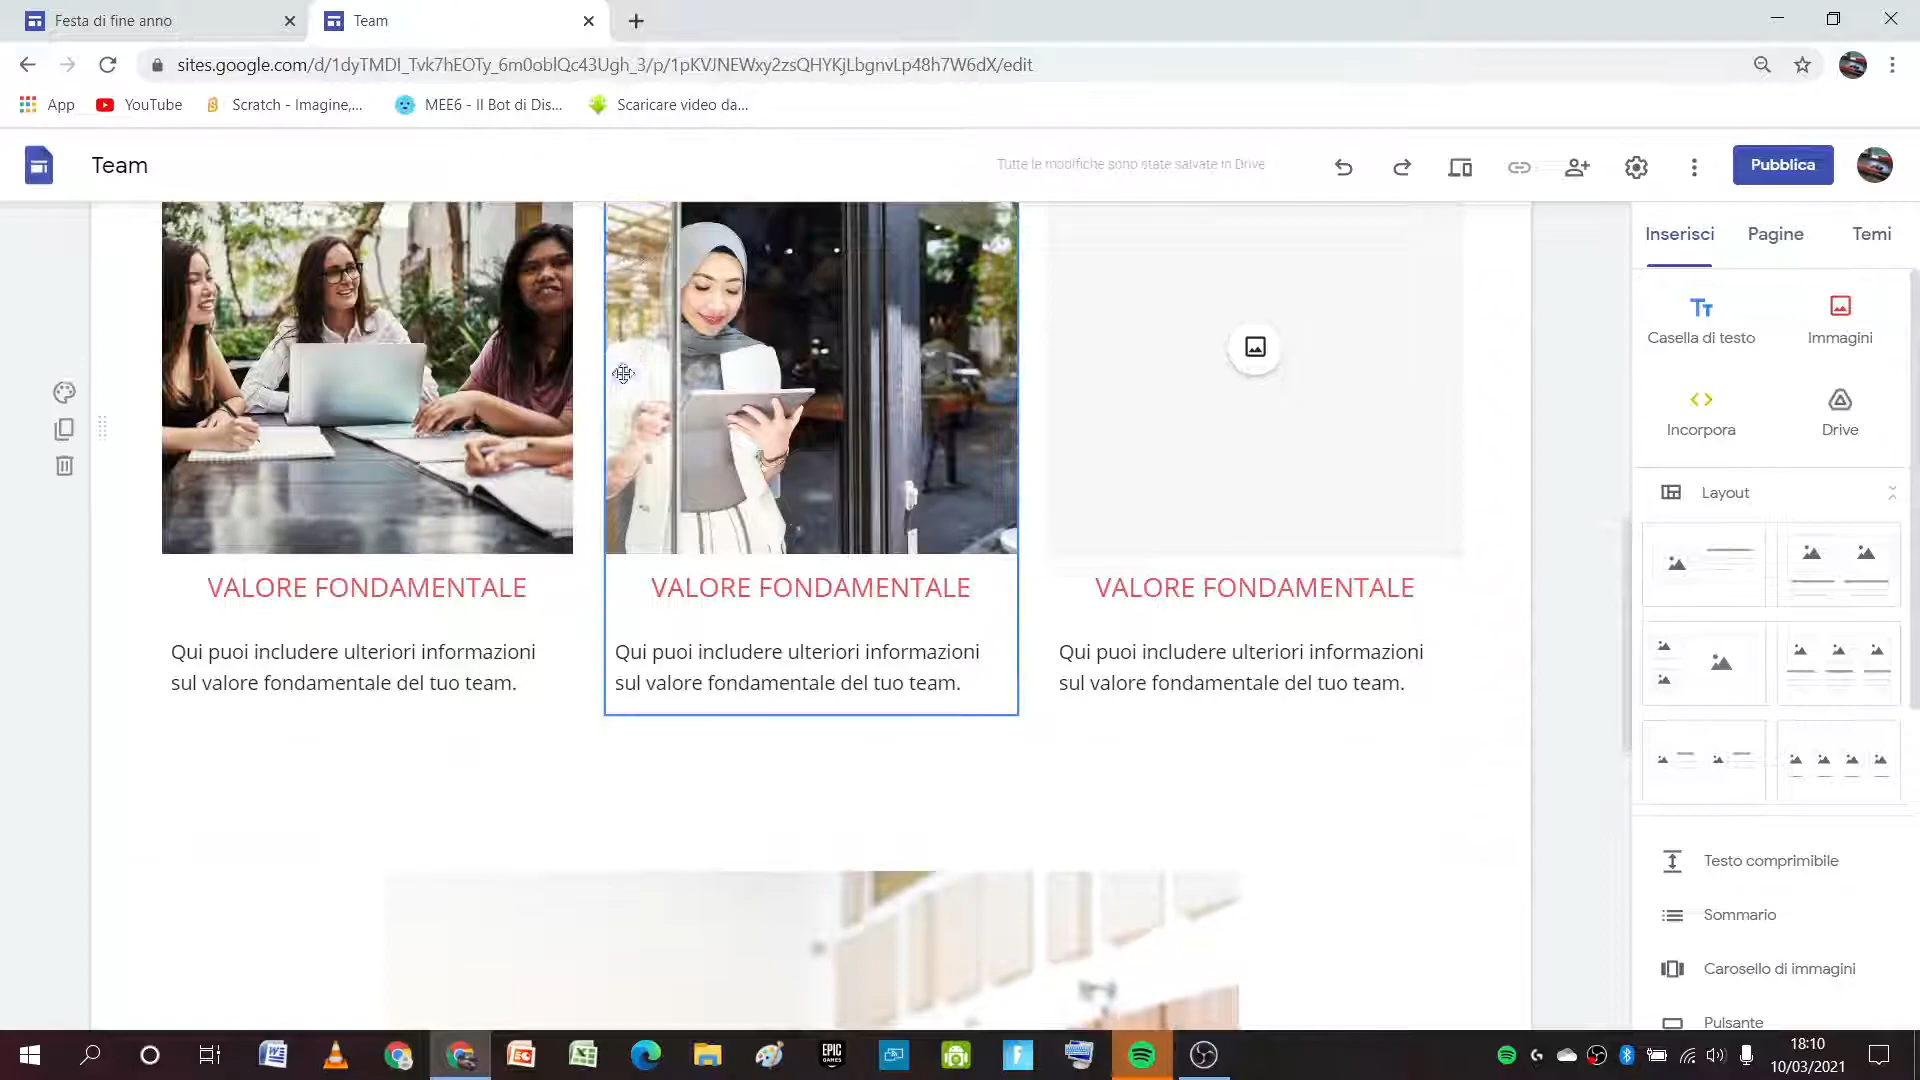 Festa di fine anno
Team
sites.google.com/d/1dyTMDI_Tvk7hEOTy_6m0oblQc43Ugh_3/p/1pKVJNEWxy2zsQHYKjLbgnvLp48h7W6dX/edit
App
YouTube
Scratch - Imagine,...
MEE6 - Il Bot di Dis...
Scaricare video da...
Team
Tutte le modifiche sono state salvate in Drive
Pubblica
Inserisci
Pagine
Temi
Casella di testo
Immagini
Incorpora
Drive
Layout
VALORE FONDAMENTALE
VALORE FONDAMENTALE
VALORE FONDAMENTALE
Qui puoi includere ulteriori informazioni
sul valore fondamentale del tuo team.
Qui puoi includere ulteriori informazioni
sul valore fondamentale del tuo team.
Qui puoi includere ulteriori informazioni
sul valore fondamentale del tuo team.
Testo comprimibile
Sommario
Carosello di immagini
Pulsante
EPIC
GAMES
18:10
10/03/2021